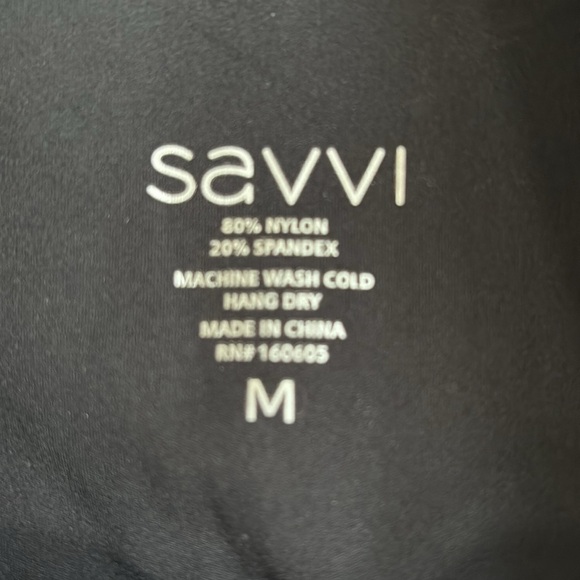 savvi
80% NYLON
20% SPANDEX
MACHINE WASH COLD
HANG DRY
MADE IN CHINA
RN# 160605
M